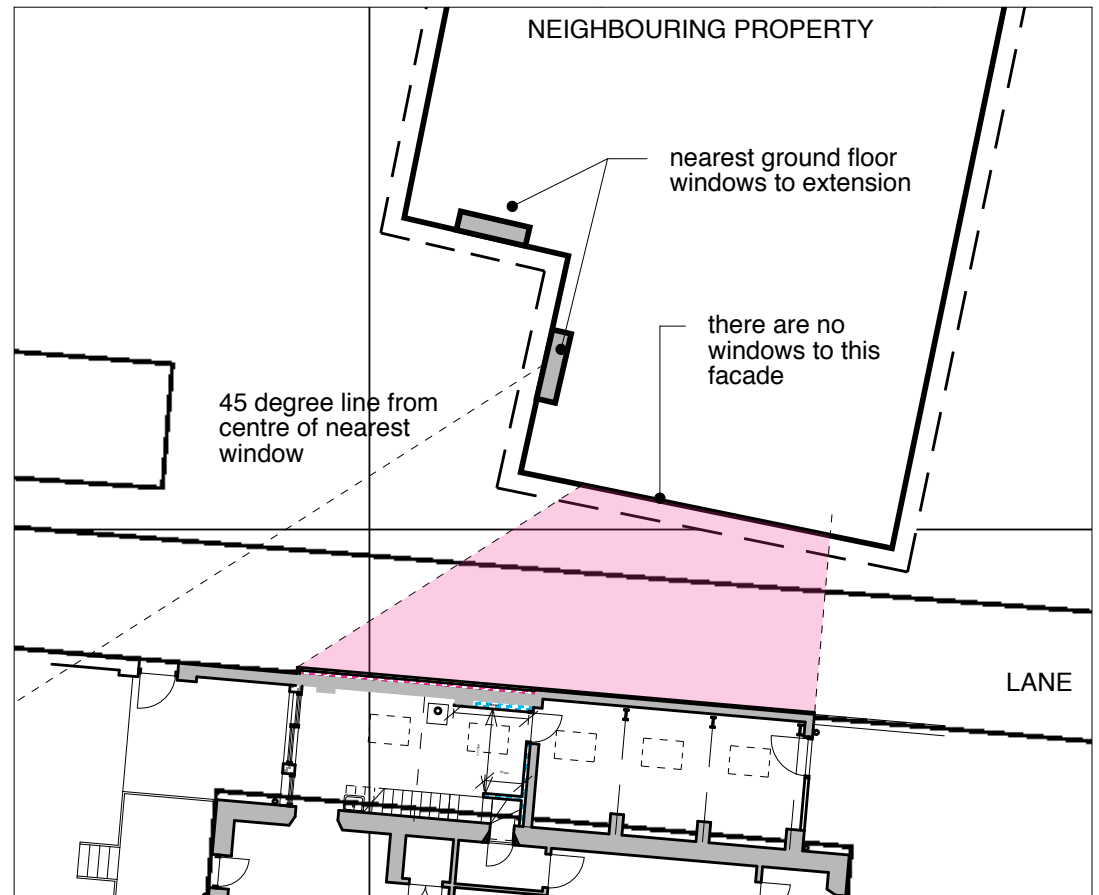 NEIGHBOURING PROPERTY
nearest ground floor
windows to extension
there are no
windows to this
facade
45 degree line from
centre of nearest
window
LANE